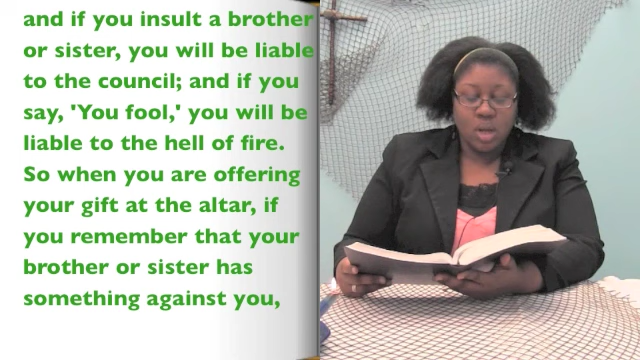 and if you insult a brother
or sister, you will be liable
to the council; and if you
say, 'You fool,' you will be
liable to the hell of fire.
So when you are offering
your gift at the altar, if
you remember that your
brother or sister has
something against you,